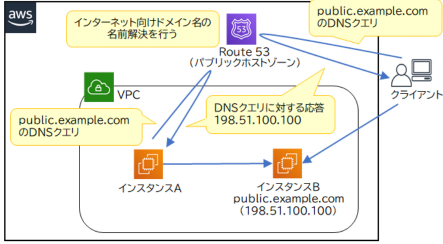 aws
インターネット向けドメイン名の
名前解決を行う
public.example.com
のDNSクエリ
Route 53
(パブリックホストゾーン)
クライアント
VPC
public.example.com
のDNSクエリ
DNSクエリに対する応答
198.51.100.100
インスタンスA
インスタンスB
public.example.com
(198.51.100.100)